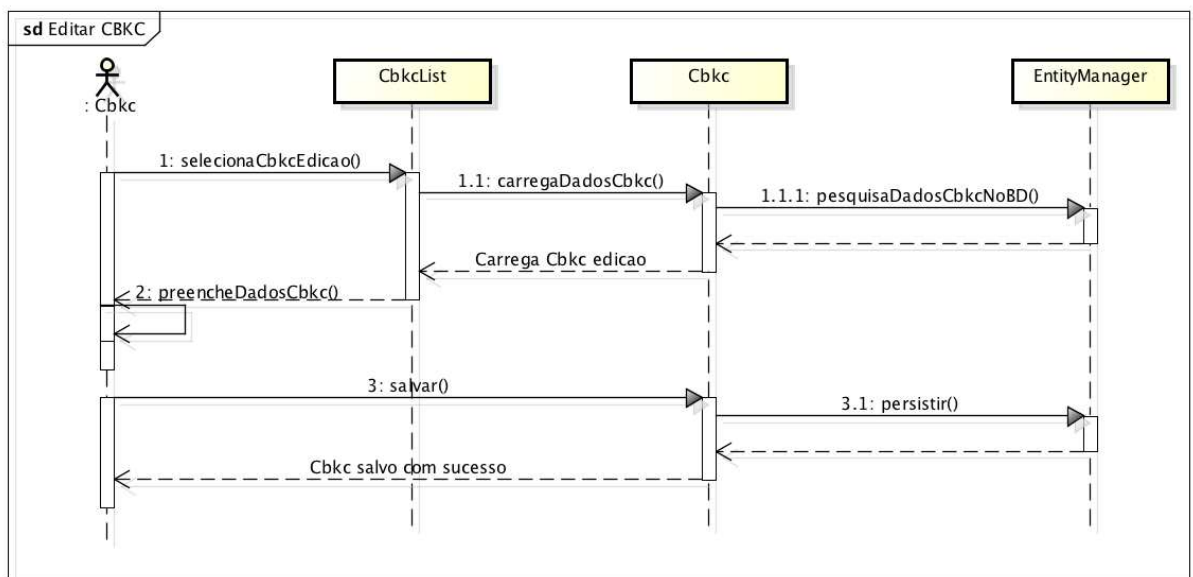 sd Editar CBKC
: Cbkc
CbkcList
Cbkc
EntityManager
1: selecionaCbkcEdicao()
1.1: carregaDadosCbkc()
1.1.1: pesquisaDadosCbkcNoBD()
Carrega Cbkc edicao
2: preencheDadosCbkc()
3: salvar()
3.1: persistir()
Cbkc salvo com sucesso